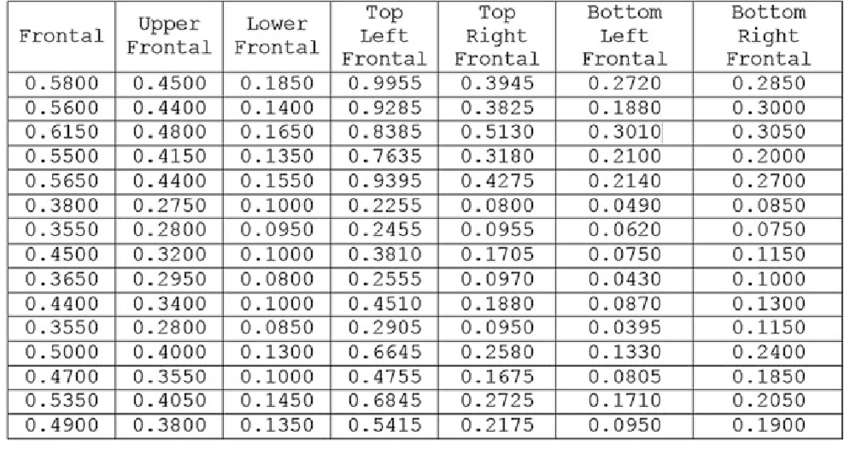 Frontal Upper Frontal Lower Frontal Top Left Frontal Top Right Frontal Bottom Left Frontal Bottom Right Frontal
0.5800 0.4500 0.1850 0.9955 0.3945 0.2720 0.2850
0.5600 0.4400 0.1400 0.9285 0.3825 0.1880 0.3000
0.6150 0.4800 0.1650 0.8385 0.5130 0.3010 0.3050
0.5500 0.4150 0.1350 0.7635 0.3180 0.2100 0.2000
0.5650 0.4400 0.1550 0.9395 0.4275 0.2140 0.2700
0.3800 0.2750 0.1000 0.2255 0.0800 0.0490 0.0850
0.3550 0.2800 0.0950 0.2455 0.0955 0.0620 0.0750
0.4500 0.3200 0.1000 0.3810 0.1705 0.0750 0.1150
0.3650 0.2950 0.0800 0.2555 0.0970 0.0430 0.1000
0.4400 0.3400 0.1000 0.4510 0.1880 0.0870 0.1300
0.3550 0.2800 0.0850 0.2905 0.0950 0.0395 0.1150
0.5000 0.4000 0.1300 0.6645 0.2580 0.1330 0.2400
0.4700 0.3550 0.1000 0.4755 0.1675 0.0805 0.1850
0.5350 0.4050 0.1450 0.6845 0.2725 0.1710 0.2050
0.4900 0.3800 0.1350 0.5415 0.2175 0.0950 0.1900